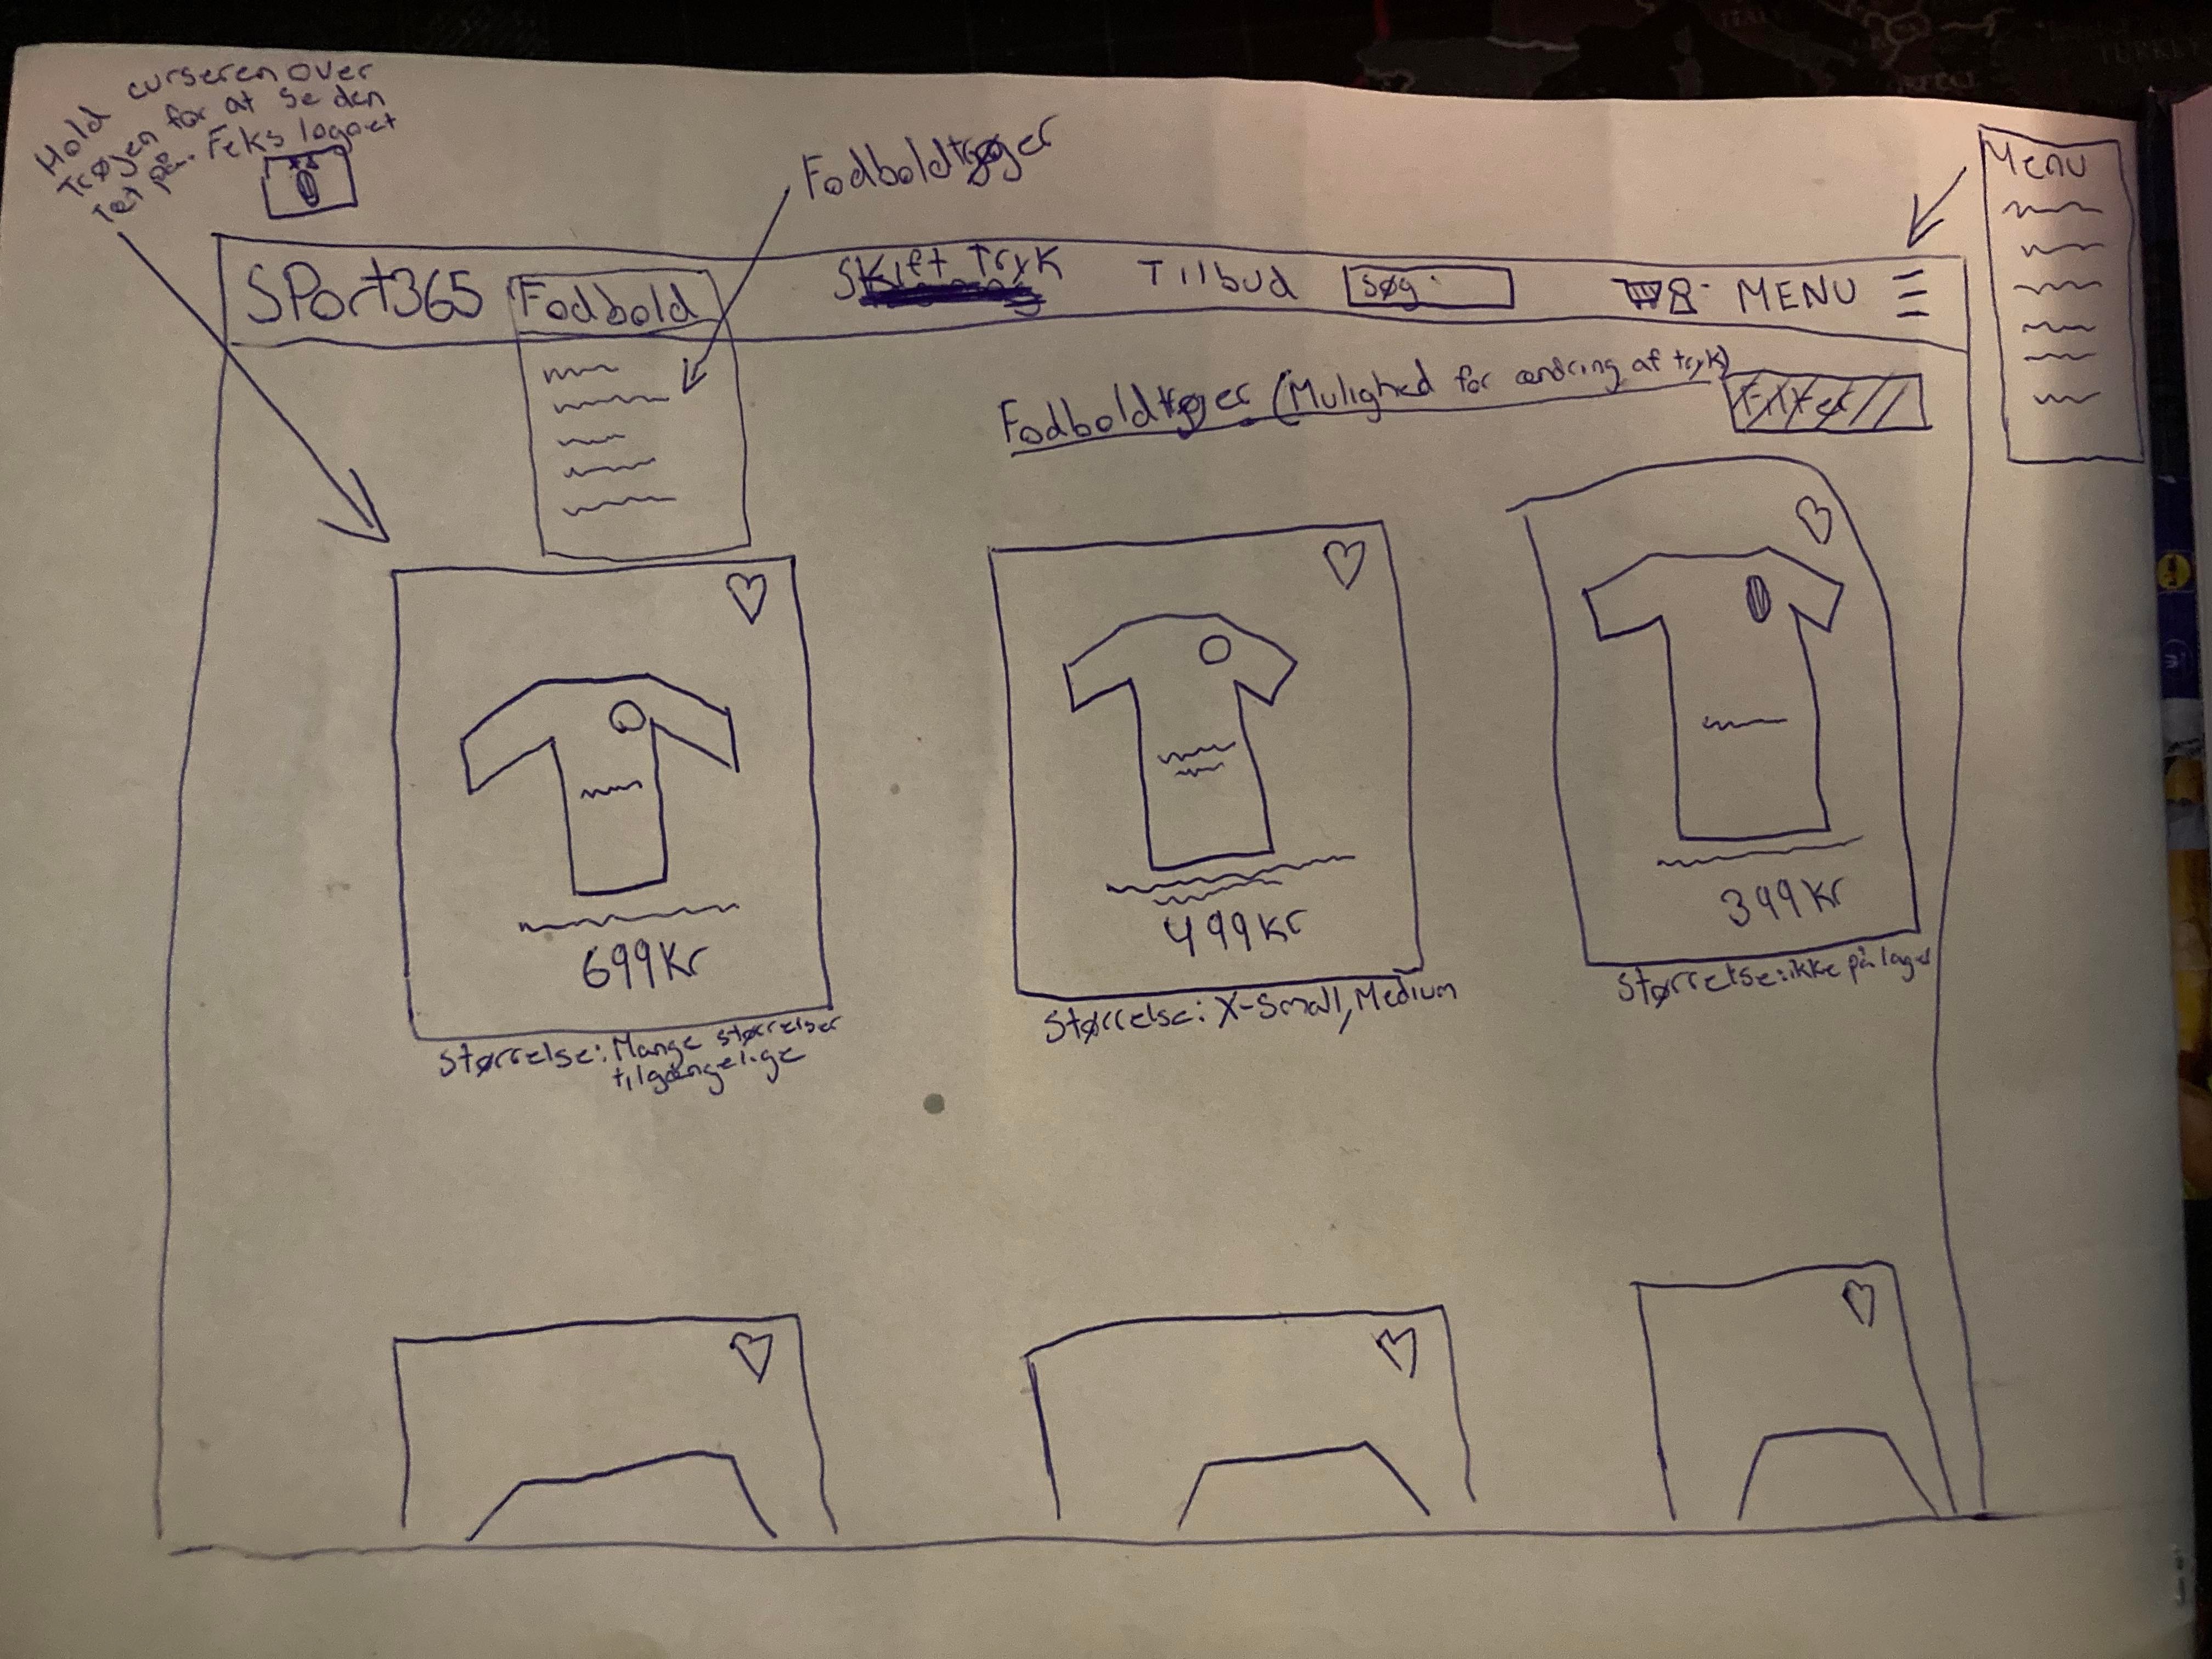 Hold curseren over
Trøjen for at se den
Tet på. Feks logoet
Fodboldtrøjer
Menu
SPort365
Fodbold
Skift Tryk
Tilbud
søg
MENU
Fodboldtrøjer (Mulighed for ændring af tryk)
Filter
699Kr
Størrelse: Mange størrelser
tilgængelige
499Kr
Størrelse: X-Small, Medium
399Kr
Størrelse: ikke på lager